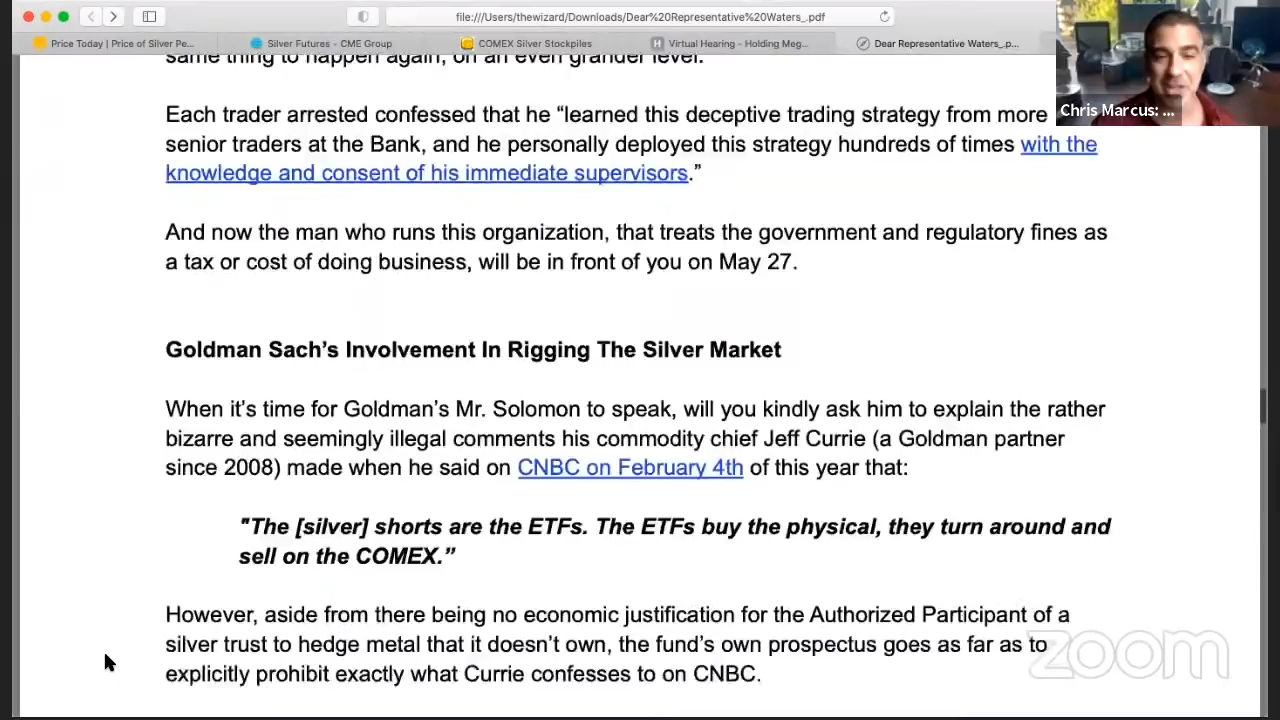 file:///Users/thewizard/Downloads/Dear%20Representative%20Waters_.pdf
Price Today | Price of Silver Pe...
Silver Futures - CME Group
COMEX Silver Stockpiles
H Virtual Hearing - Holding Meg...
Dear Representative Waters_.p...
same thing to happen again, on an even grander level.
Chris Marcus: ...
Each trader arrested confessed that he “learned this deceptive trading strategy from more
senior traders at the Bank, and he personally deployed this strategy hundreds of times with the
knowledge and consent of his immediate supervisors.”
And now the man who runs this organization, that treats the government and regulatory fines as
a tax or cost of doing business, will be in front of you on May 27.
Goldman Sach’s Involvement In Rigging The Silver Market
When it’s time for Goldman’s Mr. Solomon to speak, will you kindly ask him to explain the rather
bizarre and seemingly illegal comments his commodity chief Jeff Currie (a Goldman partner
since 2008) made when he said on CNBC on February 4th of this year that:
"The [silver] shorts are the ETFs. The ETFs buy the physical, they turn around and
sell on the COMEX.”
However, aside from there being no economic justification for the Authorized Participant of a
silver trust to hedge metal that it doesn’t own, the fund’s own prospectus goes as far as to
explicitly prohibit exactly what Currie confesses to on CNBC.
zoom